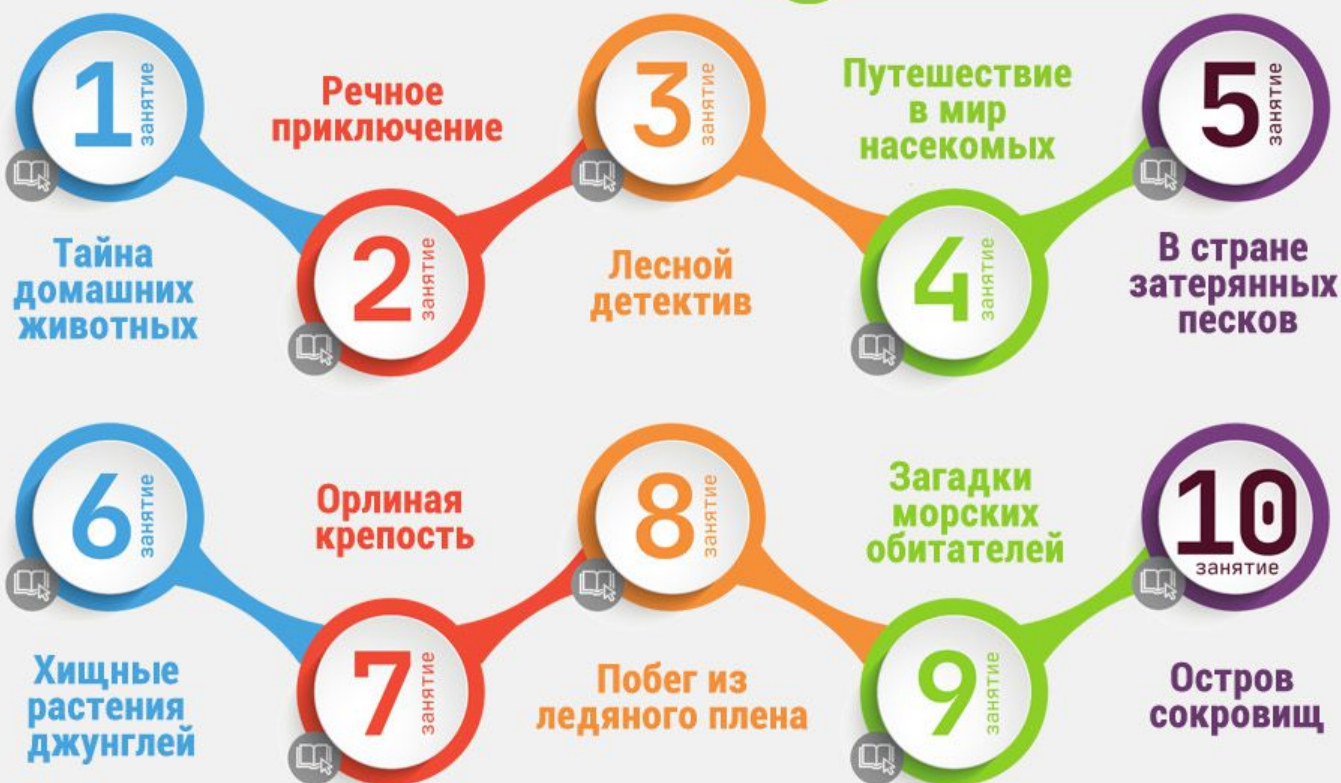 1
занятие
Тайна
домашних
животных
Речное
приключение
2
занятие
3
занятие
Лесной
детектив
Путешествие
в мир
насекомых
4
занятие
5
занятие
В стране
затерянных
песков
6
занятие
Хищные
растения
джунглей
Орлиная
крепость
7
занятие
8
занятие
Побег из
ледяного плена
Загадки
морских
обитателей
9
занятие
10
занятие
Остров
сокровищ